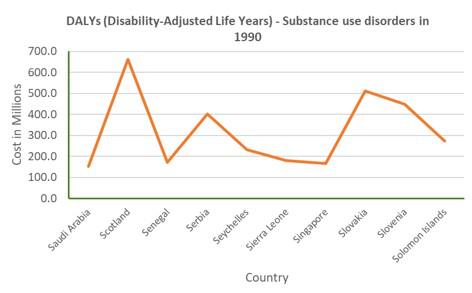 DALYs (Disability-Adjusted Life Years) - Substance use disorders in
1990
700.0
600.0
500.0
400.0
300.0
200.0
100.0
0.0
Cost in Millions
Saudi Arabia
Scotland
Senegal
Serbia
Seychelles
Sierra Leone
Singapore
Slovakia
Slovenia
Solomon Islands
Country